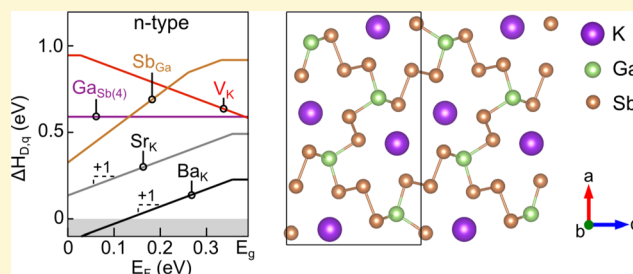 n-type
1.0
0.5
0
ΔH_D,q (eV)
Sb_Ga
Ga_Sb(4)
V_K
Sr_K
+1
Ba_K
+1
0 0.1 0.2 0.3 E_g
E_F (eV)
K
Ga
Sb
a
b